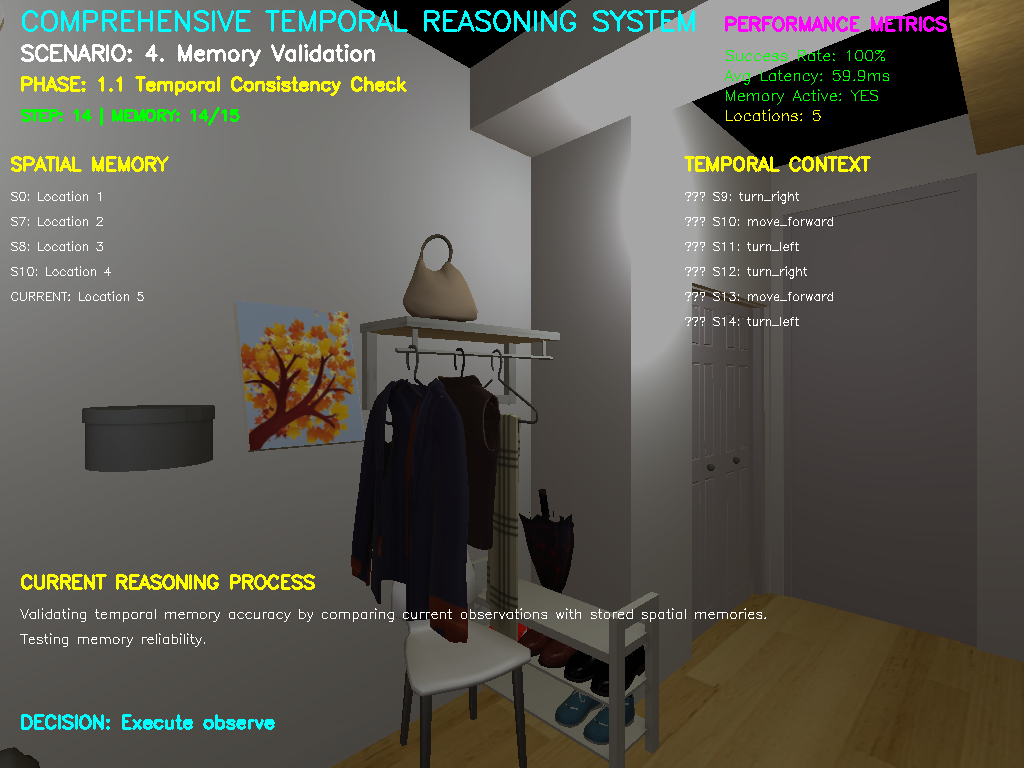 COMPREHENSIVE TEMPORAL REASONING SYSTEM
SCENARIO: 4. Memory Validation
PHASE: 1.1 Temporal Consistency Check
STEP: 14 | MEMORY: 14/15
PERFORMANCE METRICS
Success Rate: 100%
Avg Latency: 59.9ms
Memory Active: YES
Locations: 5
SPATIAL MEMORY
S0: Location 1
S7: Location 2
S8: Location 3
S10: Location 4
CURRENT: Location 5
TEMPORAL CONTEXT
??? S9: turn_right
??? S10: move_forward
??? S11: turn_left
??? S12: turn_right
??? S13: move_forward
??? S14: turn_left
CURRENT REASONING PROCESS
Validating temporal memory accuracy by comparing current observations with stored spatial memories.
Testing memory reliability.
DECISION: Execute observe